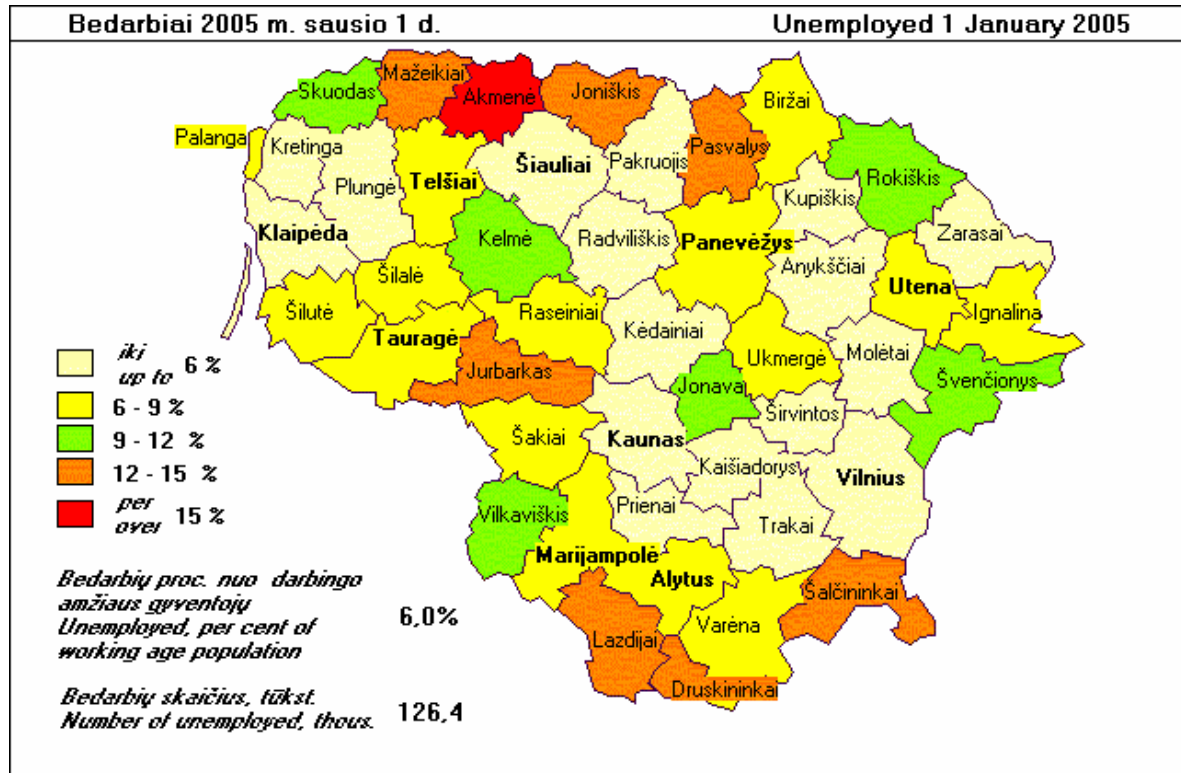 Bedarbiai 2005 m. sausio 1 d.
Unemployed 1 January 2005
Skuodas
Mažeikiai
Akmenė
Joniškis
Biržai
Palanga
Kretinga
Plungė
Telšiai
Šiauliai
Pakruojis
Pasvalys
Rokiškis
Kupiškis
Klaipėda
Kelmė
Radviliškis
Panevėžys
Zarasai
Anykščiai
Šilalė
Utena
Šilutė
Raseiniai
Ignalina
Tauragė
Kėdainiai
Ukmergė
Molėtai
Jurbarkas
Jonava
Švenčionys
Širvintos
Šakiai
Kaunas
Kaišiadorys
Vilnius
Vilkaviškis
Prienai
Trakai
Marijampolė
Alytus
Šalčininkai
Varėna
Lazdijai
Druskininkai
iki
up to 6 %
6 - 9 %
9 - 12 %
12 - 15 %
per
over 15 %
Bedarbių proc. nuo darbingo
amžiaus gyventojų
Unemployed, per cent of
working age population
6,0%
Bedarbių skaičius, tūkst.
Number of unemployed, thous.
126,4